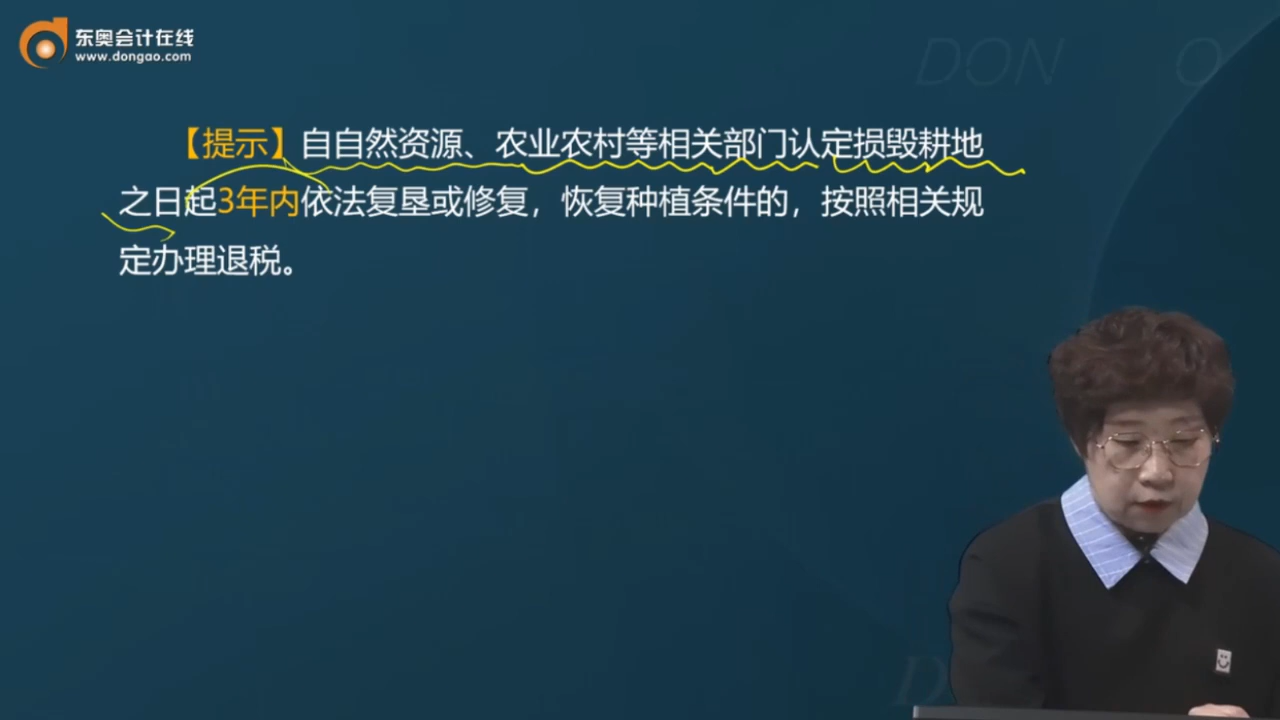 东奥会计在线
www.dongao.com
DON O
【提示】自自然资源、农业农村等相关部门认定损毁耕地
之日起3年内依法复垦或修复，恢复种植条件的，按照相关规
定办理退税。
D